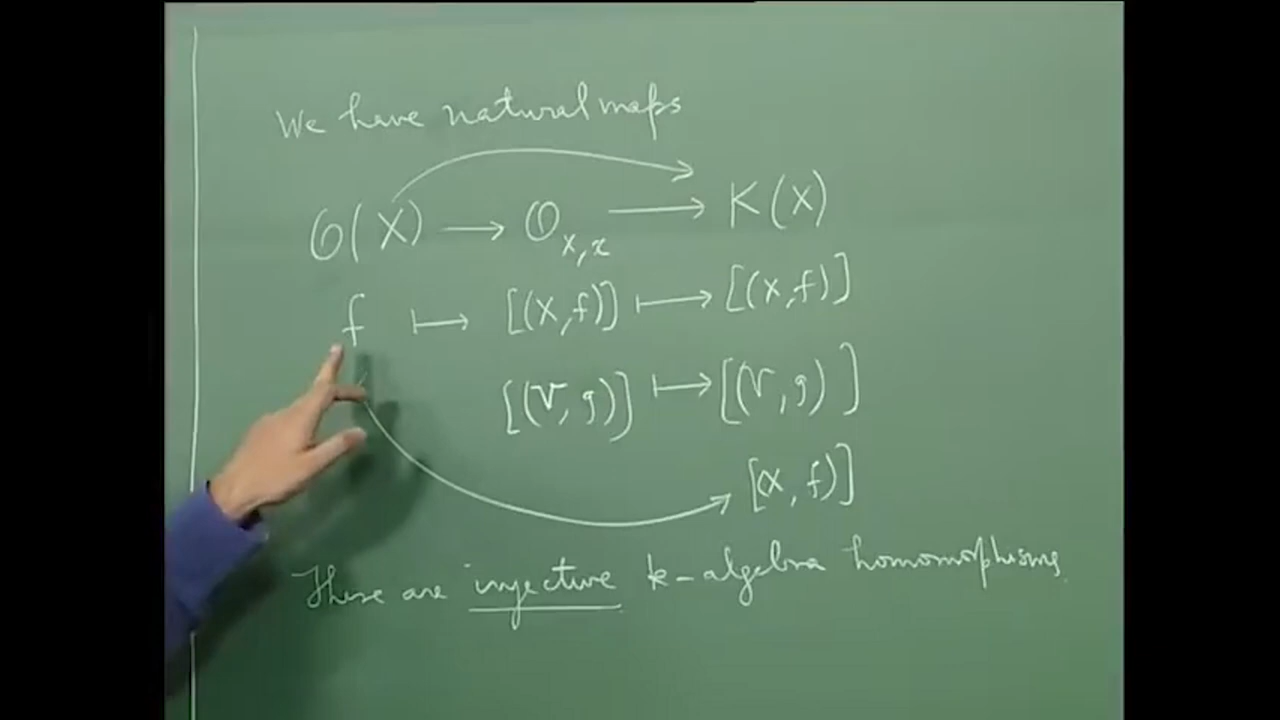 We have natural maps
O(X) → O_{X,x} → K(X)
f ↦ [(X,f)] ↦ [(X,f)]
[(V,g)] ↦ [(V,g)]
[(X,f)]
These are injective k-algebra homomorphisms.